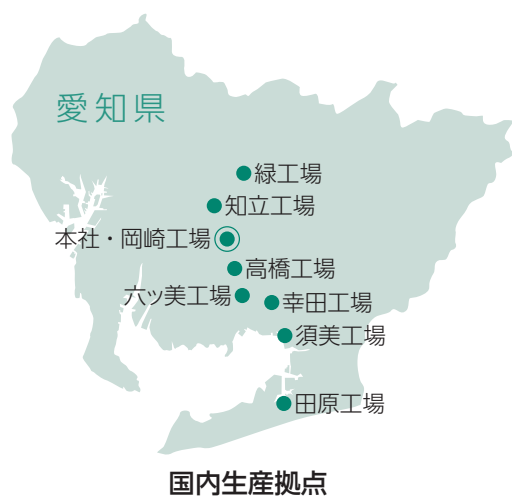 愛知県
緑工場
知立工場
本社・岡崎工場
高橋工場
六ッ美工場
幸田工場
須美工場
田原工場
国内生産拠点